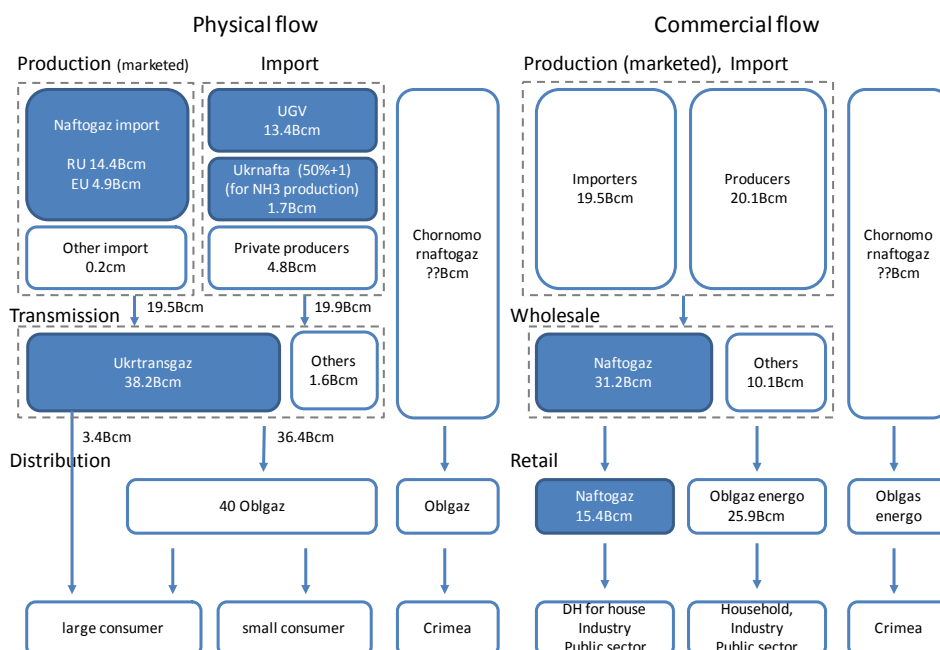 Physical flow
Commercial flow
Production (marketed)
Import
Production (marketed), Import
Naftogaz import
RU 14.4Bcm
EU 4.9Bcm
Other import
0.2cm
UGV
13.4Bcm
Ukrnafta (50%+1)
(for NH3 production)
1.7Bcm
Private producers
4.8Bcm
Chornomo
rnaftogaz
??Bcm
Importers
19.5Bcm
Producers
20.1Bcm
Chornomo
rnaftogaz
??Bcm
19.5Bcm
19.9Bcm
Transmission
Wholesale
Ukrtransgaz
38.2Bcm
Others
1.6Bcm
Naftogaz
31.2Bcm
Others
10.1Bcm
3.4Bcm
36.4Bcm
Distribution
Retail
40 Oblgaz
Oblgaz
Naftogaz
15.4Bcm
Oblgaz energo
25.9Bcm
Oblgas
energo
large consumer
small consumer
Crimea
DH for house
Industry
Public sector
Household,
Industry
Public sector
Crimea